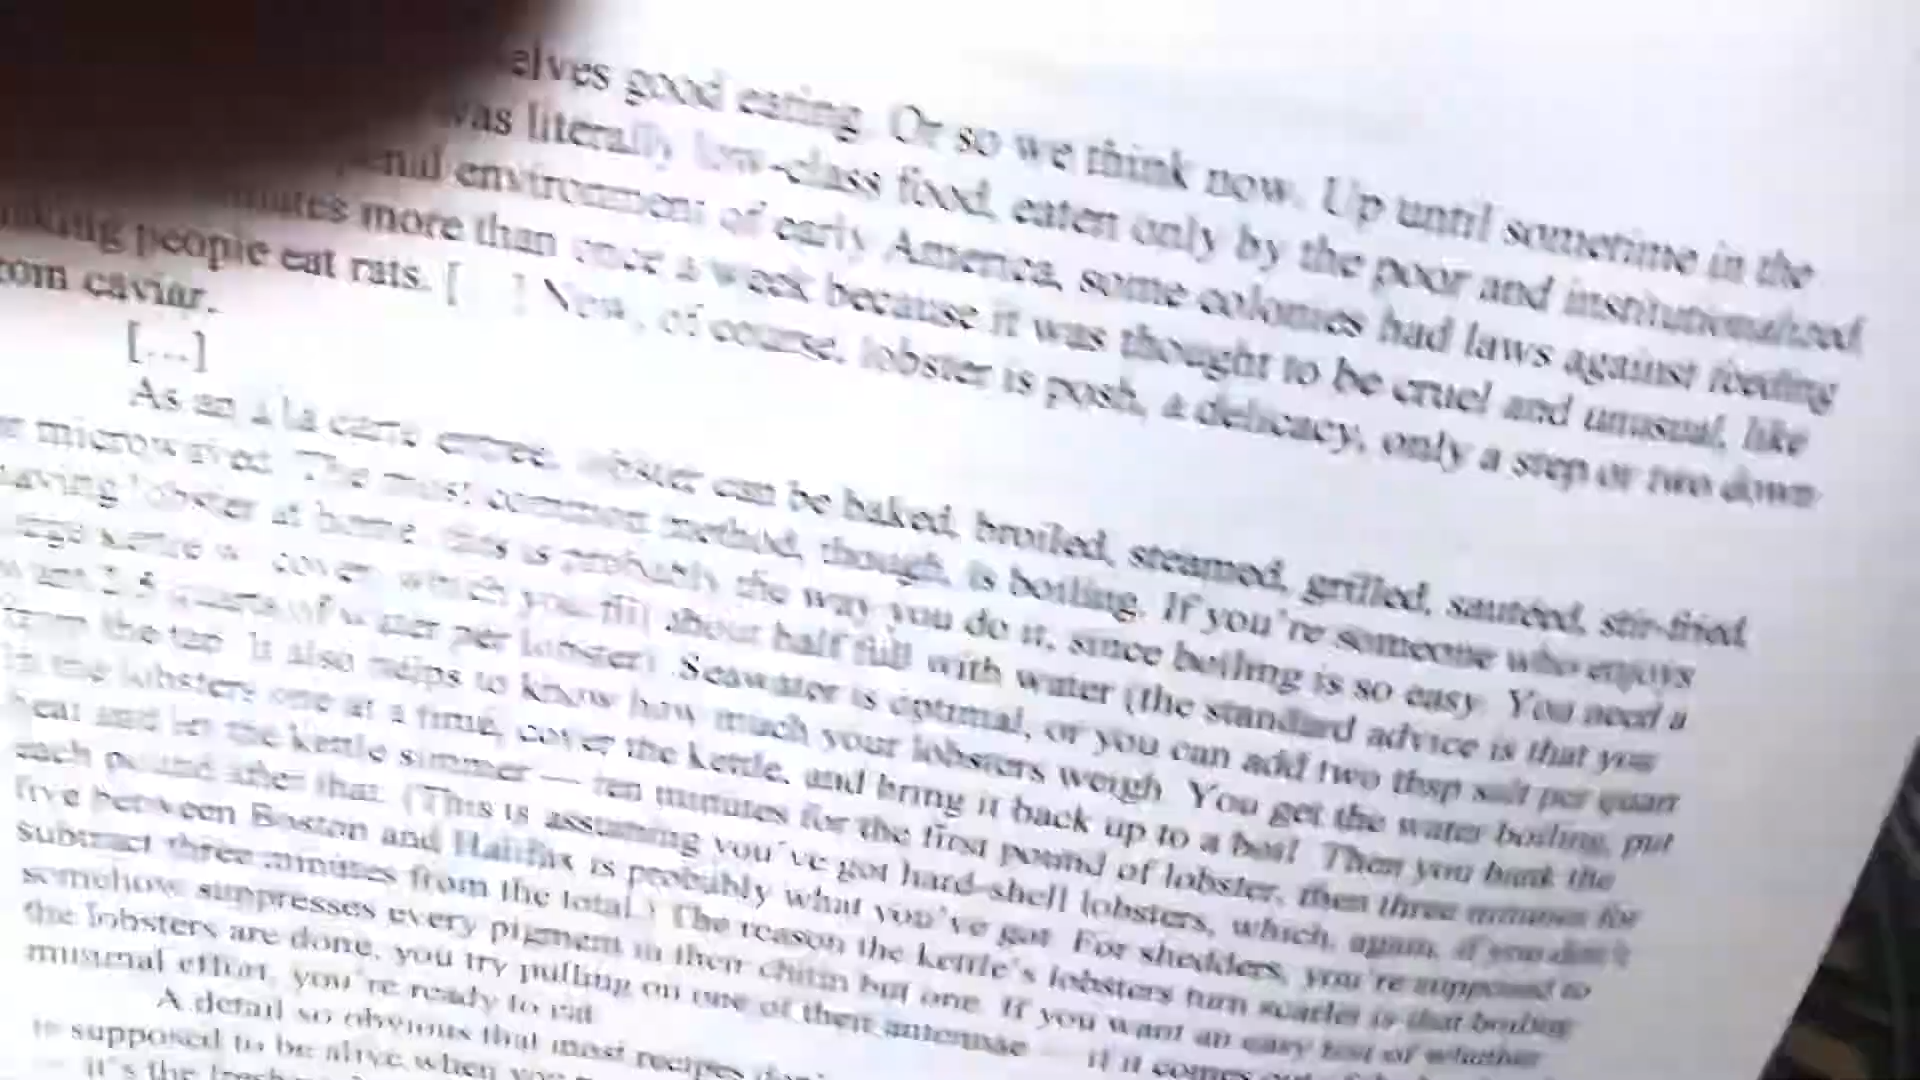 elves good eating. Or so we think now. Up until sometime in the
was literally low-class food, eaten only by the poor and institutionalized.
environment of early America, some colonies had laws against feeding
more than once a week because it was thought to be cruel and unusual, like
people eat rats. [ ] Now, of course, lobster is posh, a delicacy, only a step or two down
from caviar.
[...]
As an à la carte entree, lobster can be baked, broiled, steamed, grilled, sautéed, stir-fried,
microwaved. The most common method, though, is boiling. If you're someone who enjoys
having lobster at home, this is probably the way you do it, since boiling is so easy. You need a
large kettle w/ cover, which you fill about half full with water (the standard advice is that you
want 2.5 quarts of water per lobster). Seawater is optimal, or you can add two tbsp salt per quart
from the tap. It also helps to know how much your lobsters weigh. You get the water boiling, put
in the lobsters one at a time, cover the kettle, and bring it back up to a boil. Then you bank the
heat and let the kettle simmer — ten minutes for the first pound of lobster, then three minutes for
each pound after that. (This is assuming you've got hard-shell lobsters, which, again, if you don't
live between Boston and Halifax is probably what you've got. For shedders, you're supposed to
subtract three minutes from the total.) The reason the kettle's lobsters turn scarlet is that boiling
somehow suppresses every pigment in their chitin but one. If you want an easy test of whether
the lobsters are done, you try pulling on one of their antennae — if it comes out of
minimal effort, you're ready to eat.
A detail so obvious that most recipes don't
is supposed to be alive when you
it's the